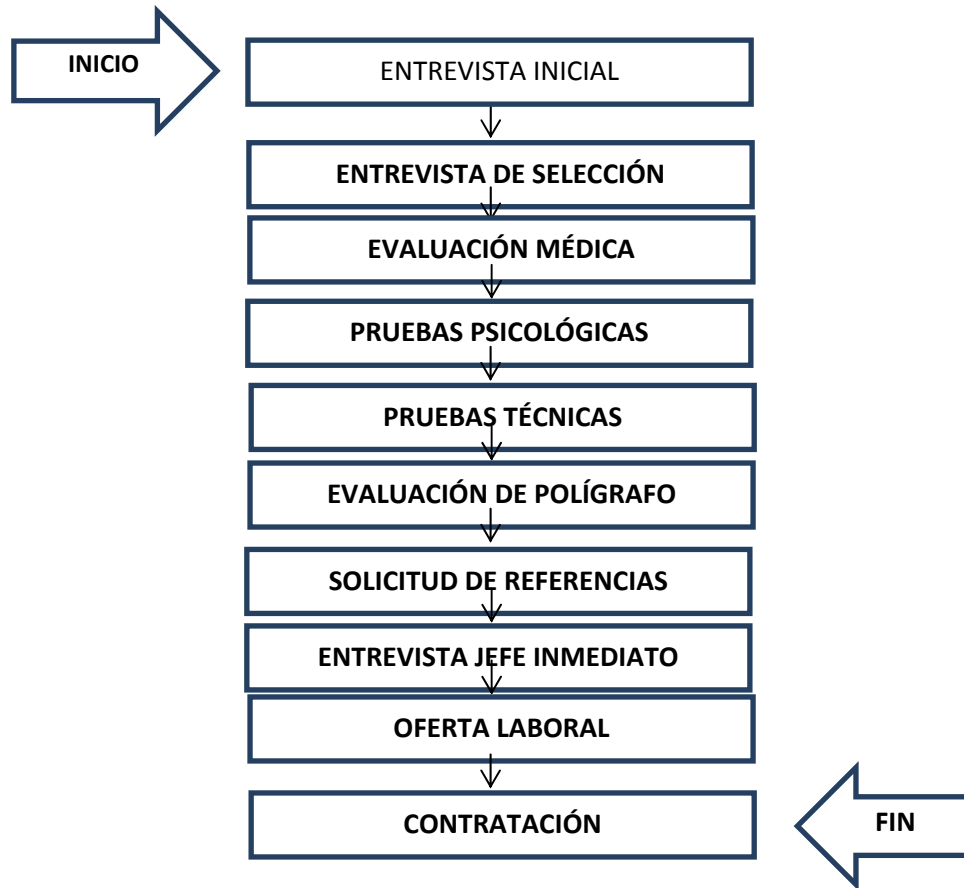 INICIO
ENTREVISTA INICIAL
ENTREVISTA DE SELECCIÓN
EVALUACIÓN MÉDICA
PRUEBAS PSICOLÓGICAS
PRUEBAS TÉCNICAS
EVALUACIÓN DE POLÍGRAFO
SOLICITUD DE REFERENCIAS
ENTREVISTA JEFE INMEDIATO
OFERTA LABORAL
CONTRATACIÓN
FIN